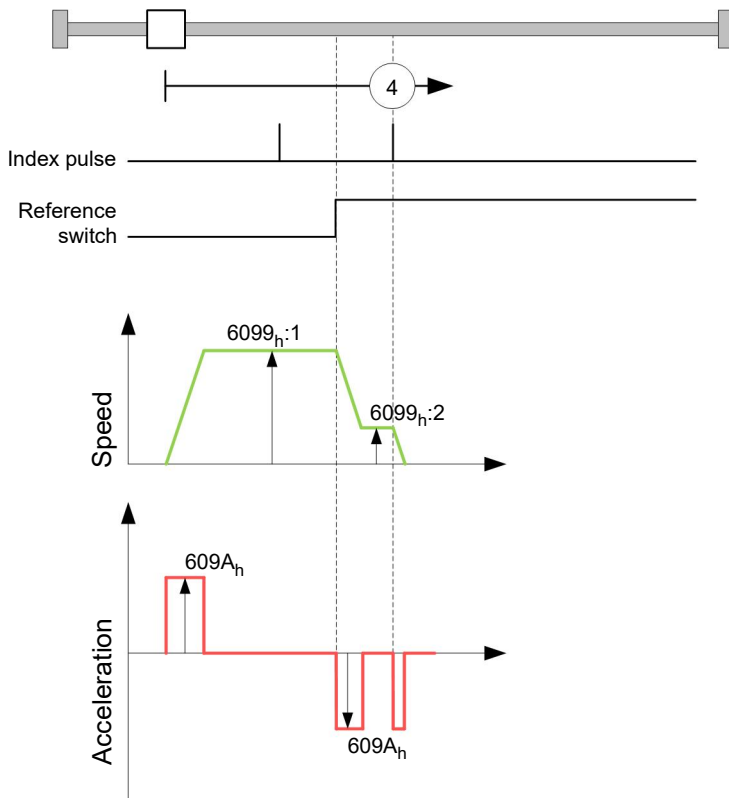 4
Index pulse
Reference
switch
6099h:1
6099h:2
Speed
609Ah
609Ah
Acceleration